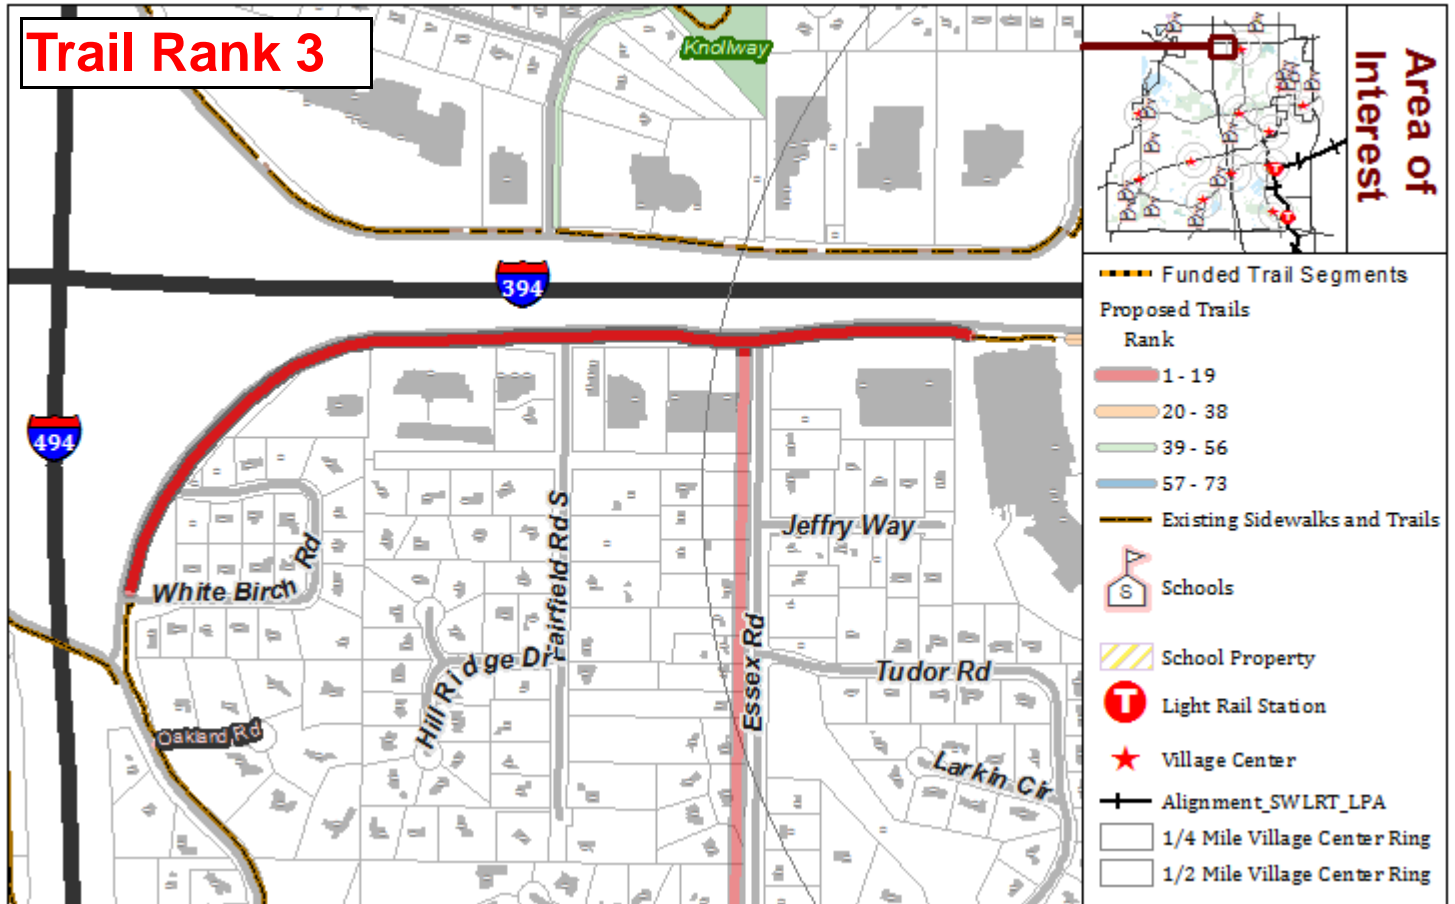 Trail Rank 3
Knollway
394
494
White Birch Rd
Hill Ridge Dr
Fairfield Rd S
Jeffry Way
Essex Rd
Tudor Rd
Larkin Cir
Oakland Rd
Area of
Interest
Funded Trail Segments
Proposed Trails
Rank
1 - 19
20 - 38
39 - 56
57 - 73
Existing Sidewalks and Trails
S
Schools
School Property
T
Light Rail Station
Village Center
Alignment_SWLRT_LPA
1/4 Mile Village Center Ring
1/2 Mile Village Center Ring